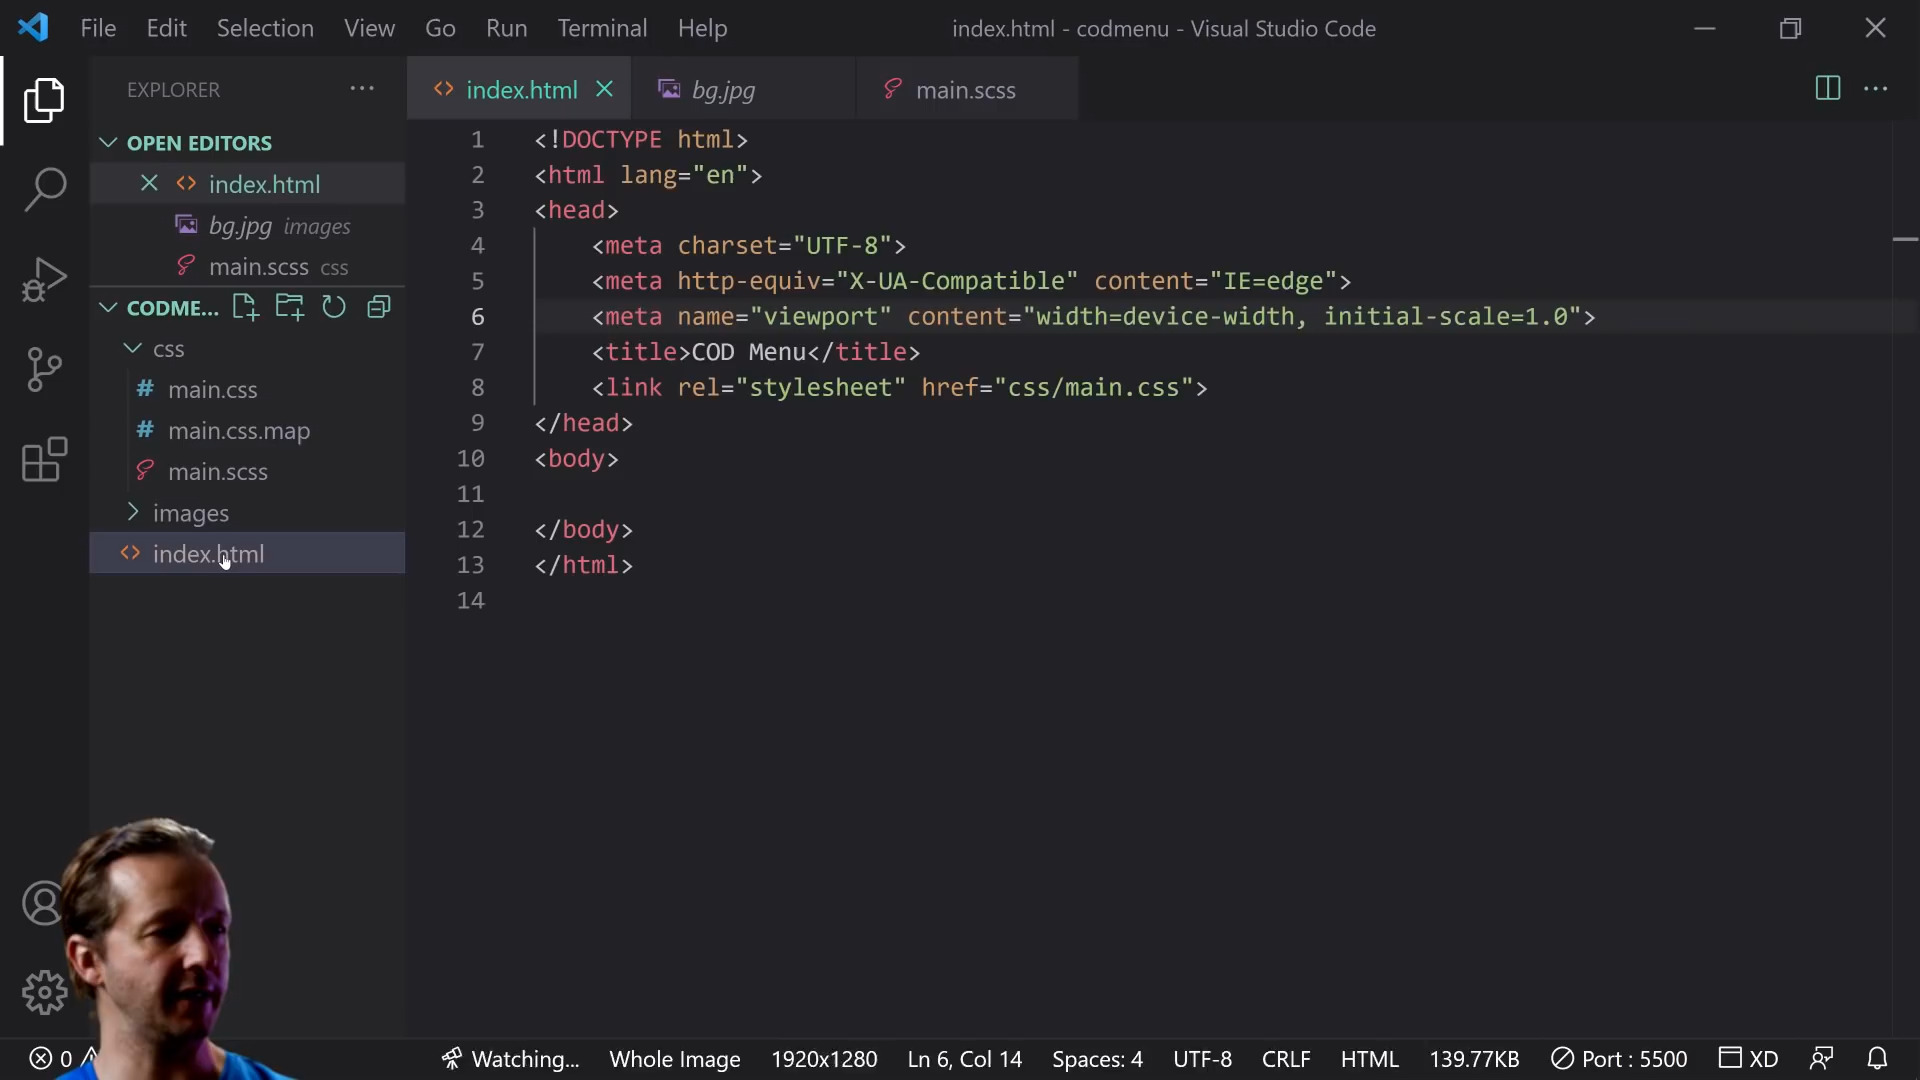 File Edit Selection View Go Run Terminal Help index.html - codmenu - Visual Studio Code
EXPLORER
OPEN EDITORS
index.html
bg.jpg images
main.scss css
CODME...
css
main.css
main.css.map
main.scss
images
index.html
index.html bg.jpg main.scss
1 <!DOCTYPE html>
2 <html lang="en">
3 <head>
4 <meta charset="UTF-8">
5 <meta http-equiv="X-UA-Compatible" content="IE=edge">
6 <meta name="viewport" content="width=device-width, initial-scale=1.0">
7 <title>COD Menu</title>
8 <link rel="stylesheet" href="css/main.css">
9 </head>
10 <body>
11
12 </body>
13 </html>
14
0 Watching... Whole Image 1920x1280 Ln 6, Col 14 Spaces: 4 UTF-8 CRLF HTML 139.77KB Port : 5500 XD